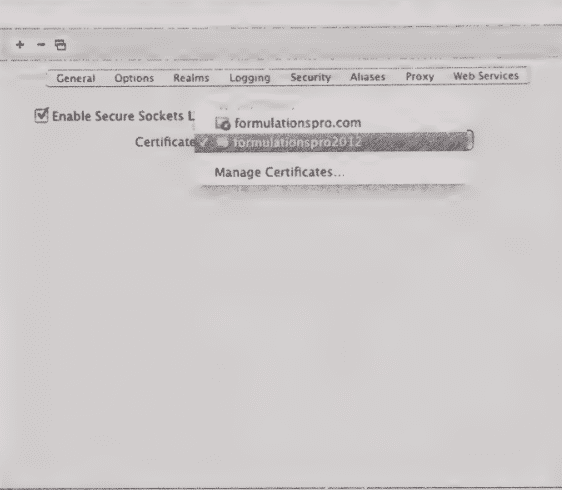 General Options Realms Logging Security Aliases Proxy Web Services
Enable Secure Sockets L
formulationspro.com
Certificate
formulationspro2012
Manage Certificates...